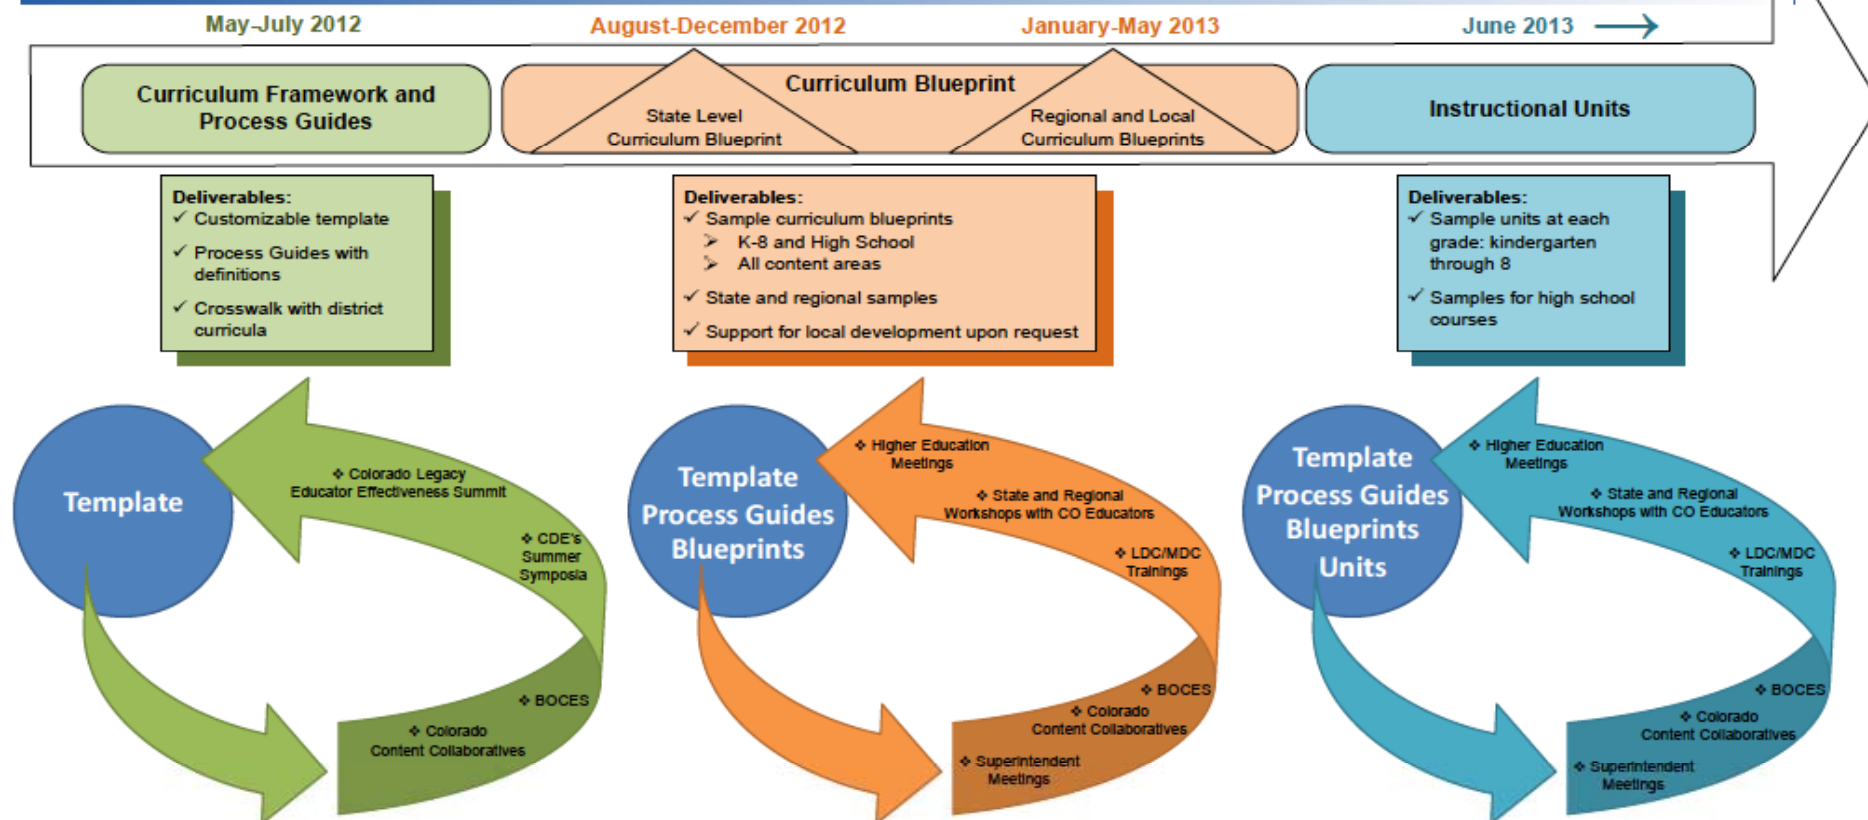 May-July 2012
August-December 2012
January-May 2013
June 2013
Curriculum Framework and
Process Guides
Curriculum Blueprint
State Level
Curriculum Blueprint
Regional and Local
Curriculum Blueprints
Instructional Units
Deliverables:
✓ Customizable template
✓ Process Guides with
definitions
✓ Crosswalk with district
curricula
Deliverables:
✓ Sample curriculum blueprints
➢ K-8 and High School
➢ All content areas
✓ State and regional samples
✓ Support for local development upon request
Deliverables:
✓ Sample units at each
grade: kindergarten
through 8
✓ Samples for high school
courses
Template
❖ Colorado Legacy
Educator Effectiveness Summit
❖ CDE's
Summer
Symposia
❖ BOCES
❖ Colorado
Content Collaboratives
Template
Process Guides
Blueprints
❖ Higher Education
Meetings
❖ State and Regional
Workshops with CO Educators
❖ LDC/MDC
Trainings
❖ BOCES
❖ Colorado
Content Collaboratives
❖ Superintendent
Meetings
Template
Process Guides
Blueprints
Units
❖ Higher Education
Meetings
❖ State and Regional
Workshops with CO Educators
❖ LDC/MDC
Trainings
❖ BOCES
❖ Colorado
Content Collaboratives
❖ Superintendent
Meetings